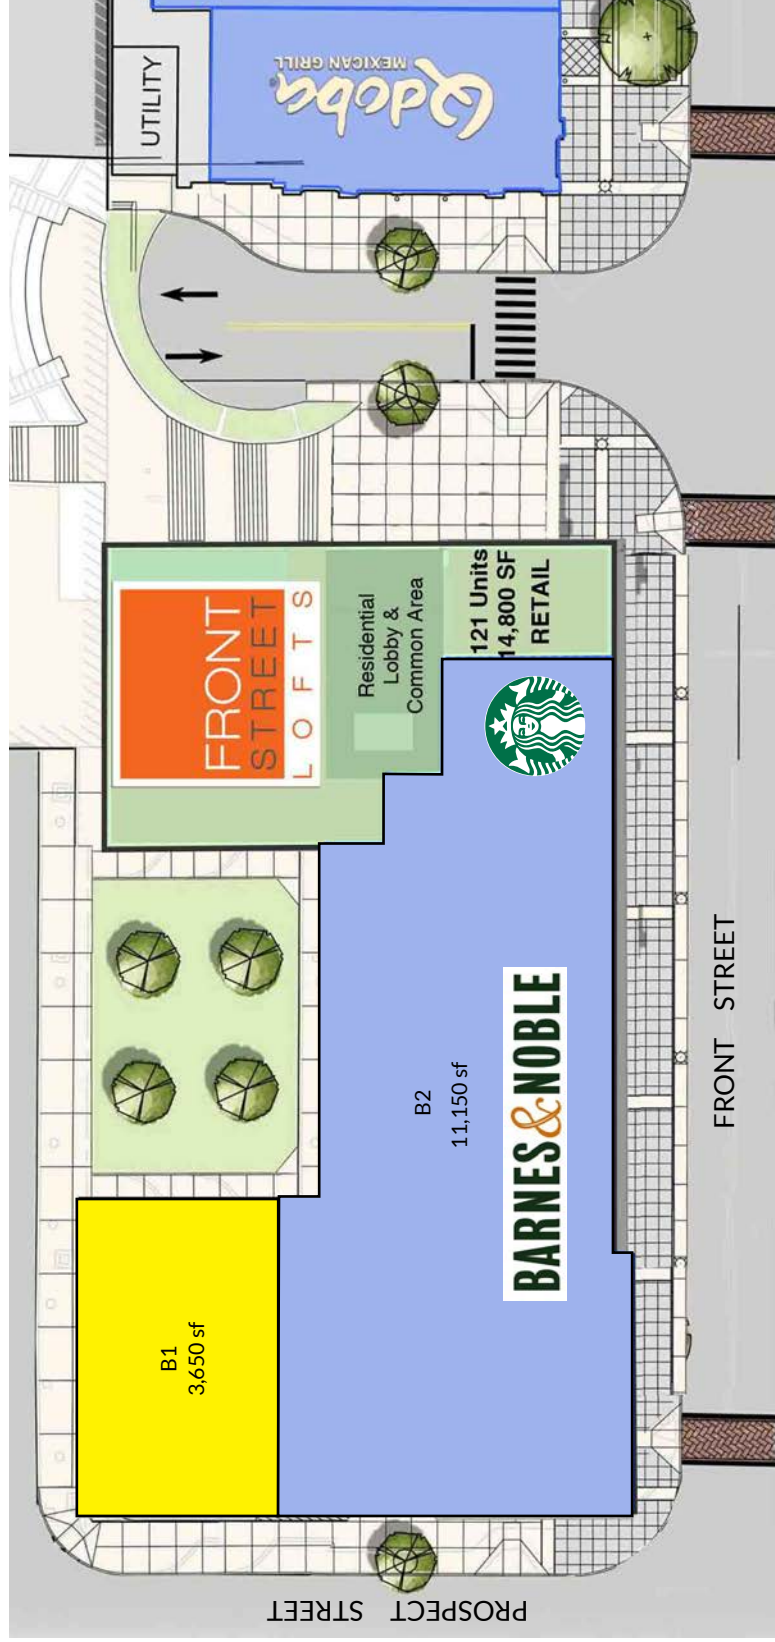 Qdoba®
MEXICAN GRILL
UTILITY
FRONT
STREET
LOFTS
Residential
Lobby &
Common Area
121 Units
14,800 SF
RETAIL
B2
11,150 sf
BARNES&NOBLE
B1
3,650 sf
FRONT STREET
PROSPECT STREET